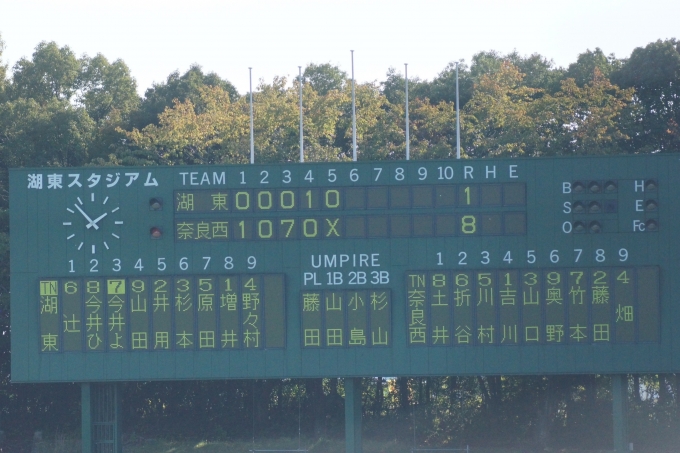 湖東スタジアム TEAM 1 2 3 4 5 6 7 8 9 10 R H E
湖東 0 0 0 1 0 1
奈良西 1 0 7 0 X 8
B H
S E
O Fc
1 2 3 4 5 6 7 8 9
TN 6 8 7 9 2 3 5 1 4
湖東 辻 今井ひ 今井よ 山田 井用 杉本 原田 増井 野々村
UMPIRE
PL 1B 2B 3B
藤田 山田 小島 杉山
1 2 3 4 5 6 7 8 9
TN 8 6 5 1 3 9 7 2 4
奈良西 土井 折谷 川村 吉川 山口 奥野 竹本 藤田 畑